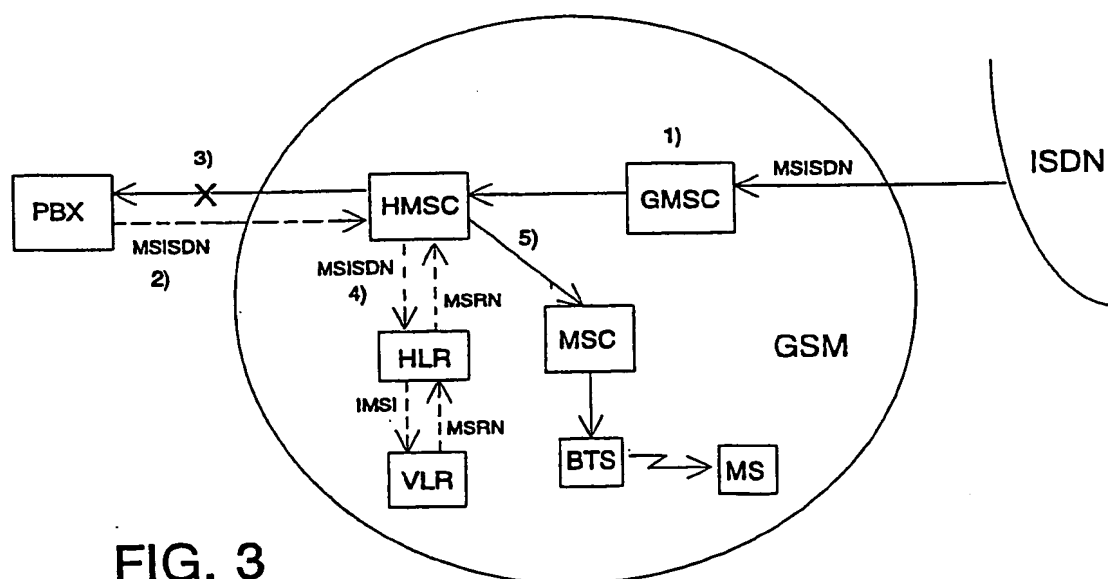 1)
3)
MSISDN
ISDN
PBX
HMSC
GMSC
MSISDN
2)
5)
MSISDN
4)
MSRN
MSC
GSM
HLR
IMSI
MSRN
BTS
MS
VLR
FIG. 3